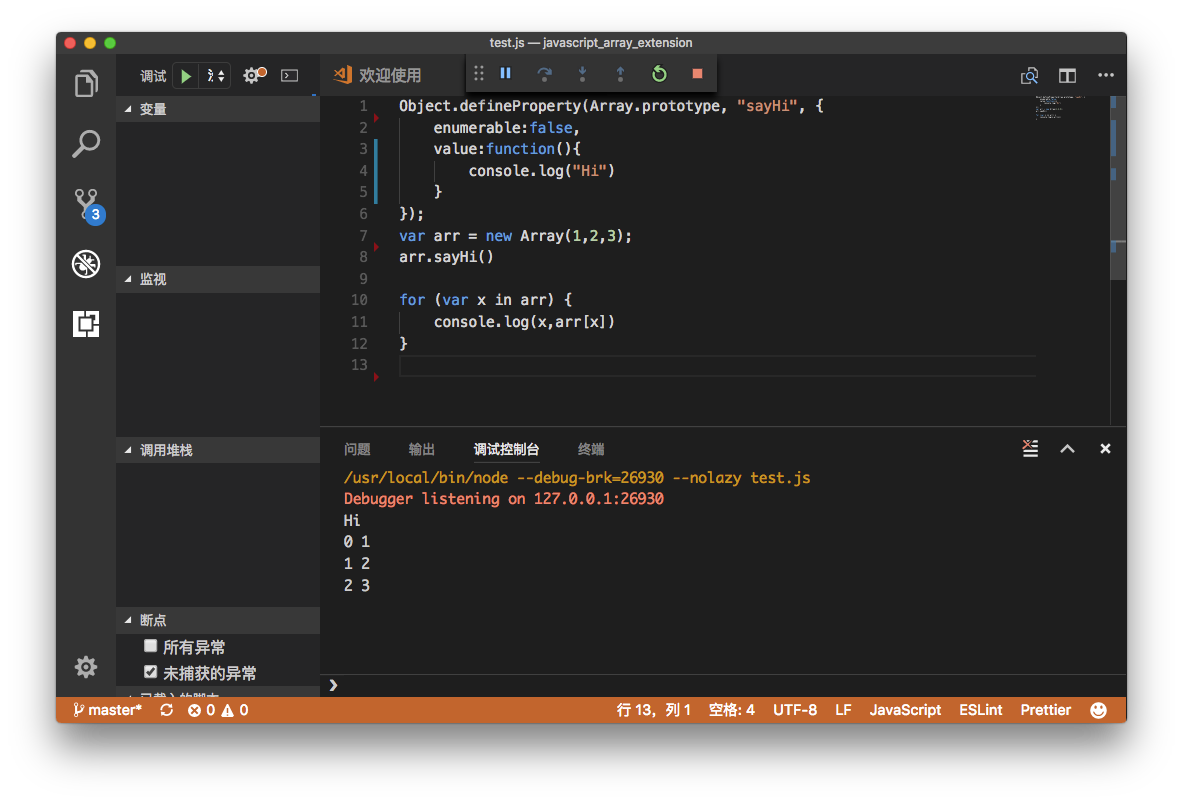 test.js — javascript_array_extension
调试
欢迎使用
变量
监视
调用堆栈
断点
所有异常
未捕获的异常
已载入的脚本
3
1 Object.defineProperty(Array.prototype, "sayHi", {
2     enumerable:false,
3     value:function(){
4         console.log("Hi")
5     }
6 });
7 var arr = new Array(1,2,3);
8 arr.sayHi()
9
10 for (var x in arr) {
11     console.log(x,arr[x])
12 }
13
问题 输出 调试控制台 终端
/usr/local/bin/node --debug-brk=26930 --nolazy test.js
Debugger listening on 127.0.0.1:26930
Hi
0 1
1 2
2 3
master* 0 0 行 13，列 1 空格: 4 UTF-8 LF JavaScript ESLint Prettier